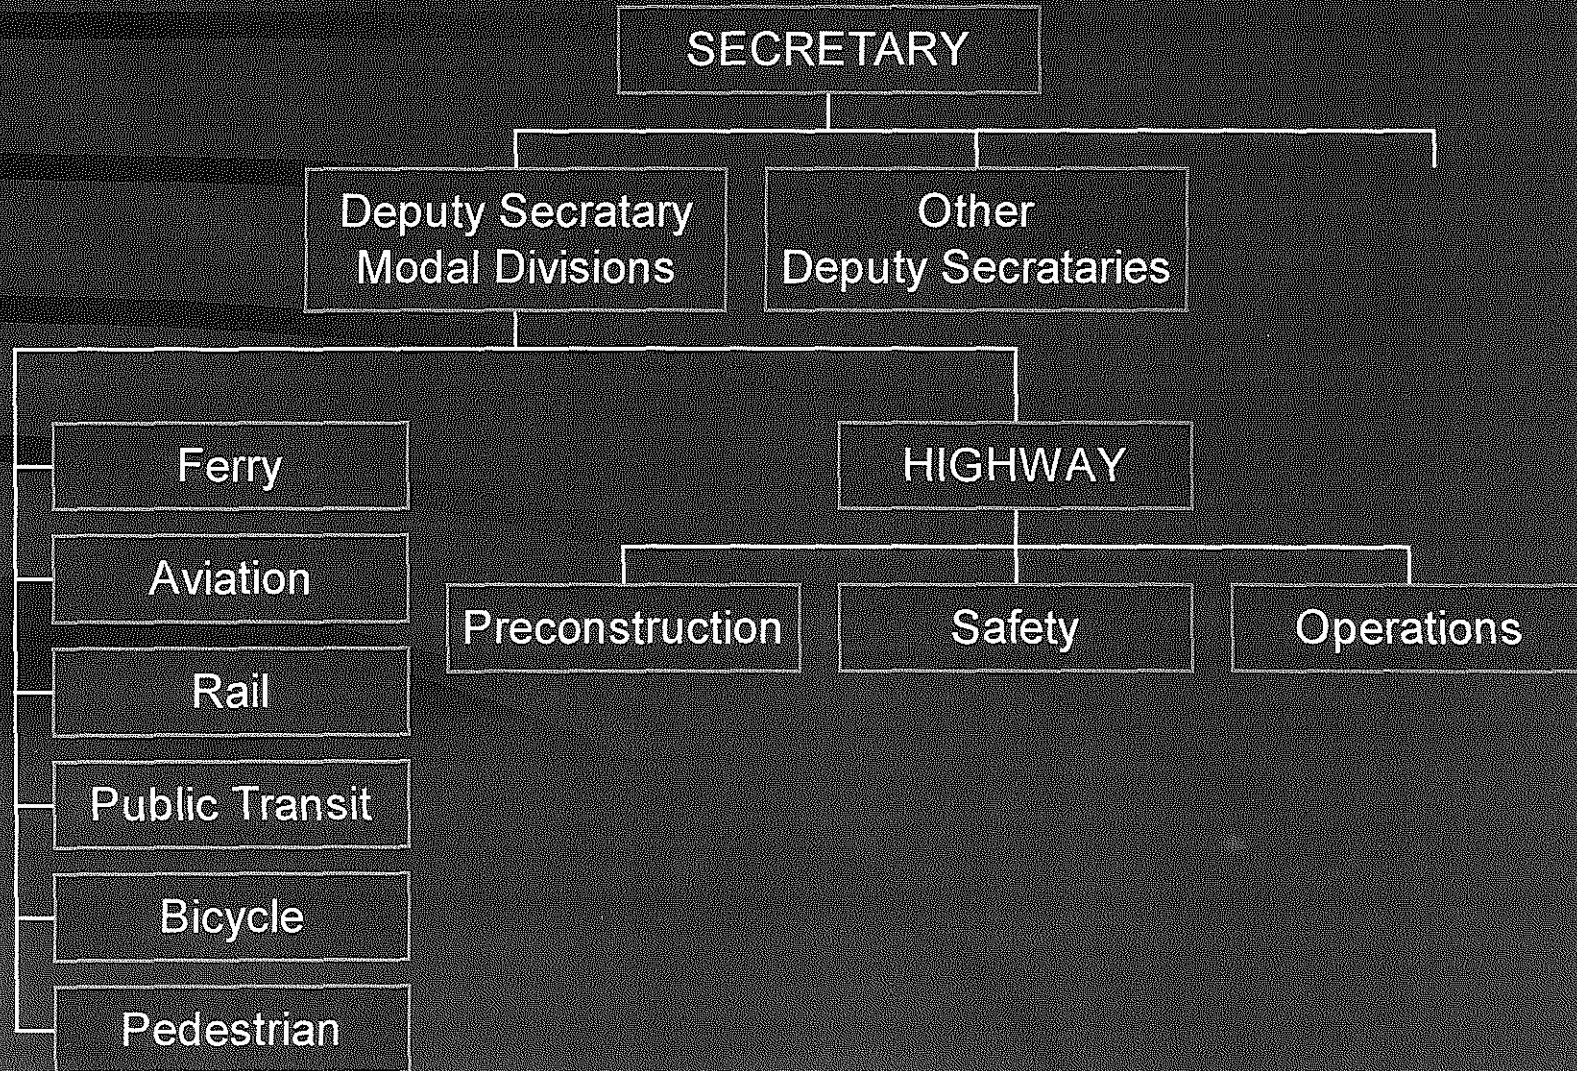 SECRETARY
Deputy Secratary
Modal Divisions
Other
Deputy Secrataries
Ferry
HIGHWAY
Aviation
Preconstruction
Safety
Operations
Rail
Public Transit
Bicycle
Pedestrian